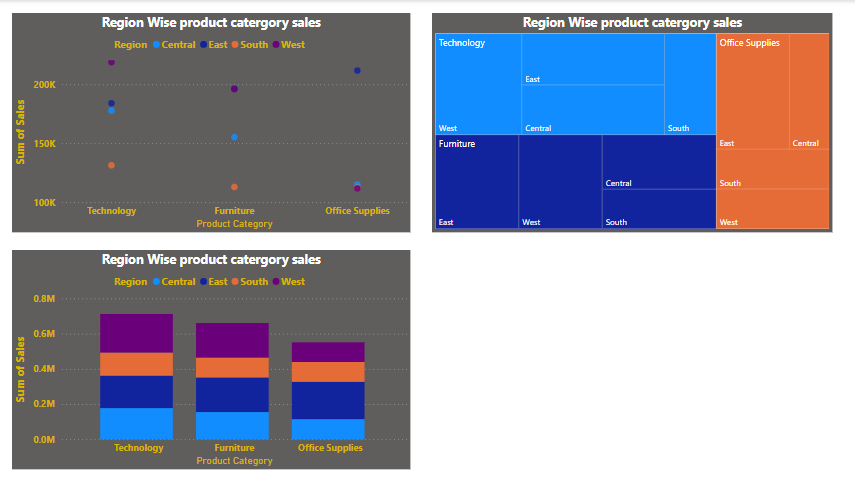 Region Wise product catergory sales
Region Central East South West
Sum of Sales
200K
150K
100K
Technology Furniture Office Supplies
Product Category
Region Wise product catergory sales
Technology
Office Supplies
East
West
Central
South
East
Central
Furniture
Central
South
East
West
South
West
Region Wise product catergory sales
Region Central East South West
Sum of Sales
0.8M
0.6M
0.4M
0.2M
0.0M
Technology Furniture Office Supplies
Product Category